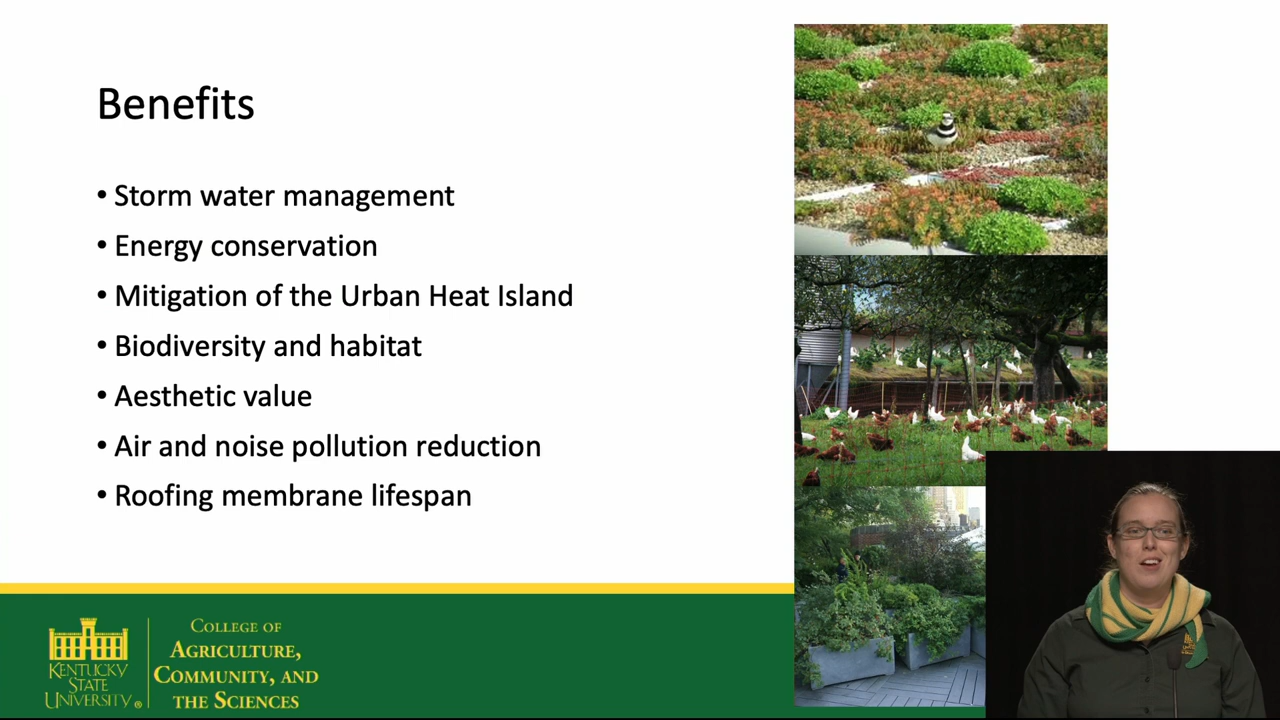 Benefits
• Storm water management
• Energy conservation
• Mitigation of the Urban Heat Island
• Biodiversity and habitat
• Aesthetic value
• Air and noise pollution reduction
• Roofing membrane lifespan
KENTUCKY
STATE
UNIVERSITY®
COLLEGE OF
AGRICULTURE,
COMMUNITY, AND
THE SCIENCES